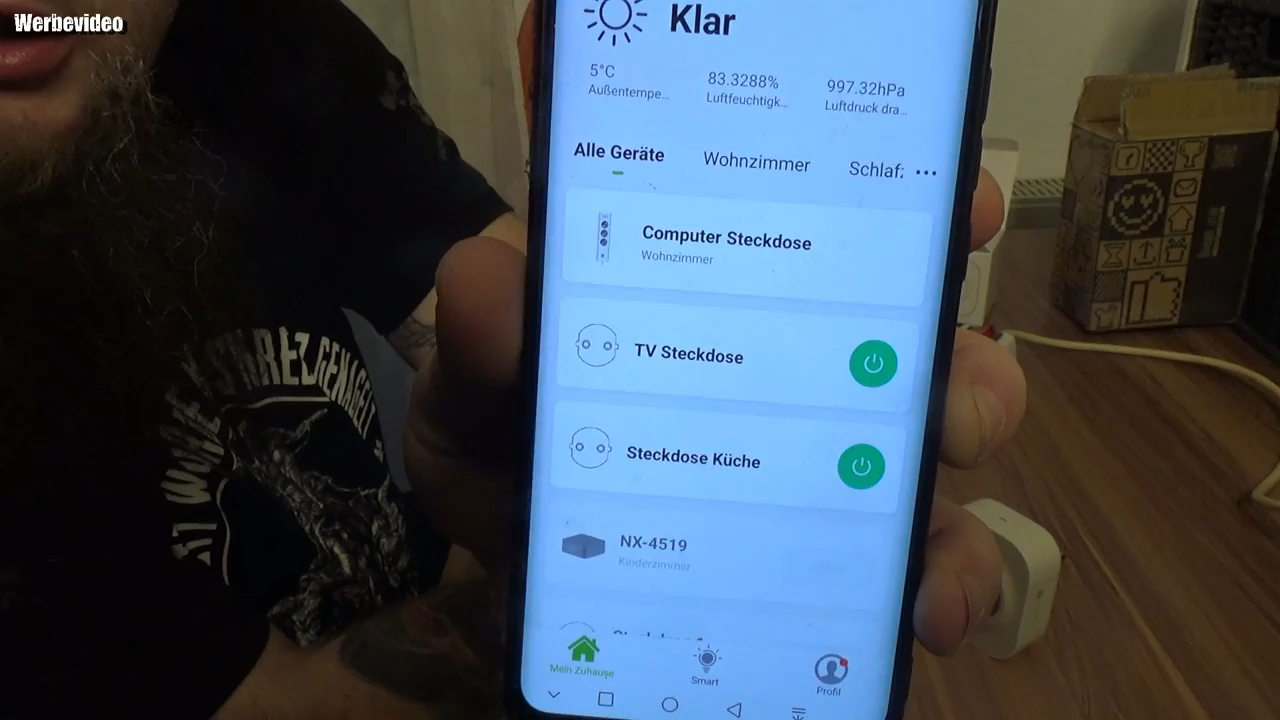 Werbevideo
Klar
5°C
83.3288%
997.32hPa
Außentempe...
Luftfeuchtigk...
Luftdruck dra...
Alle Geräte
Wohnzimmer
Schlaf:
Computer Steckdose
Wohnzimmer
TV Steckdose
Steckdose Küche
NX-4519
Kinderzimmer
Mein Zuhause
Smart
Profil